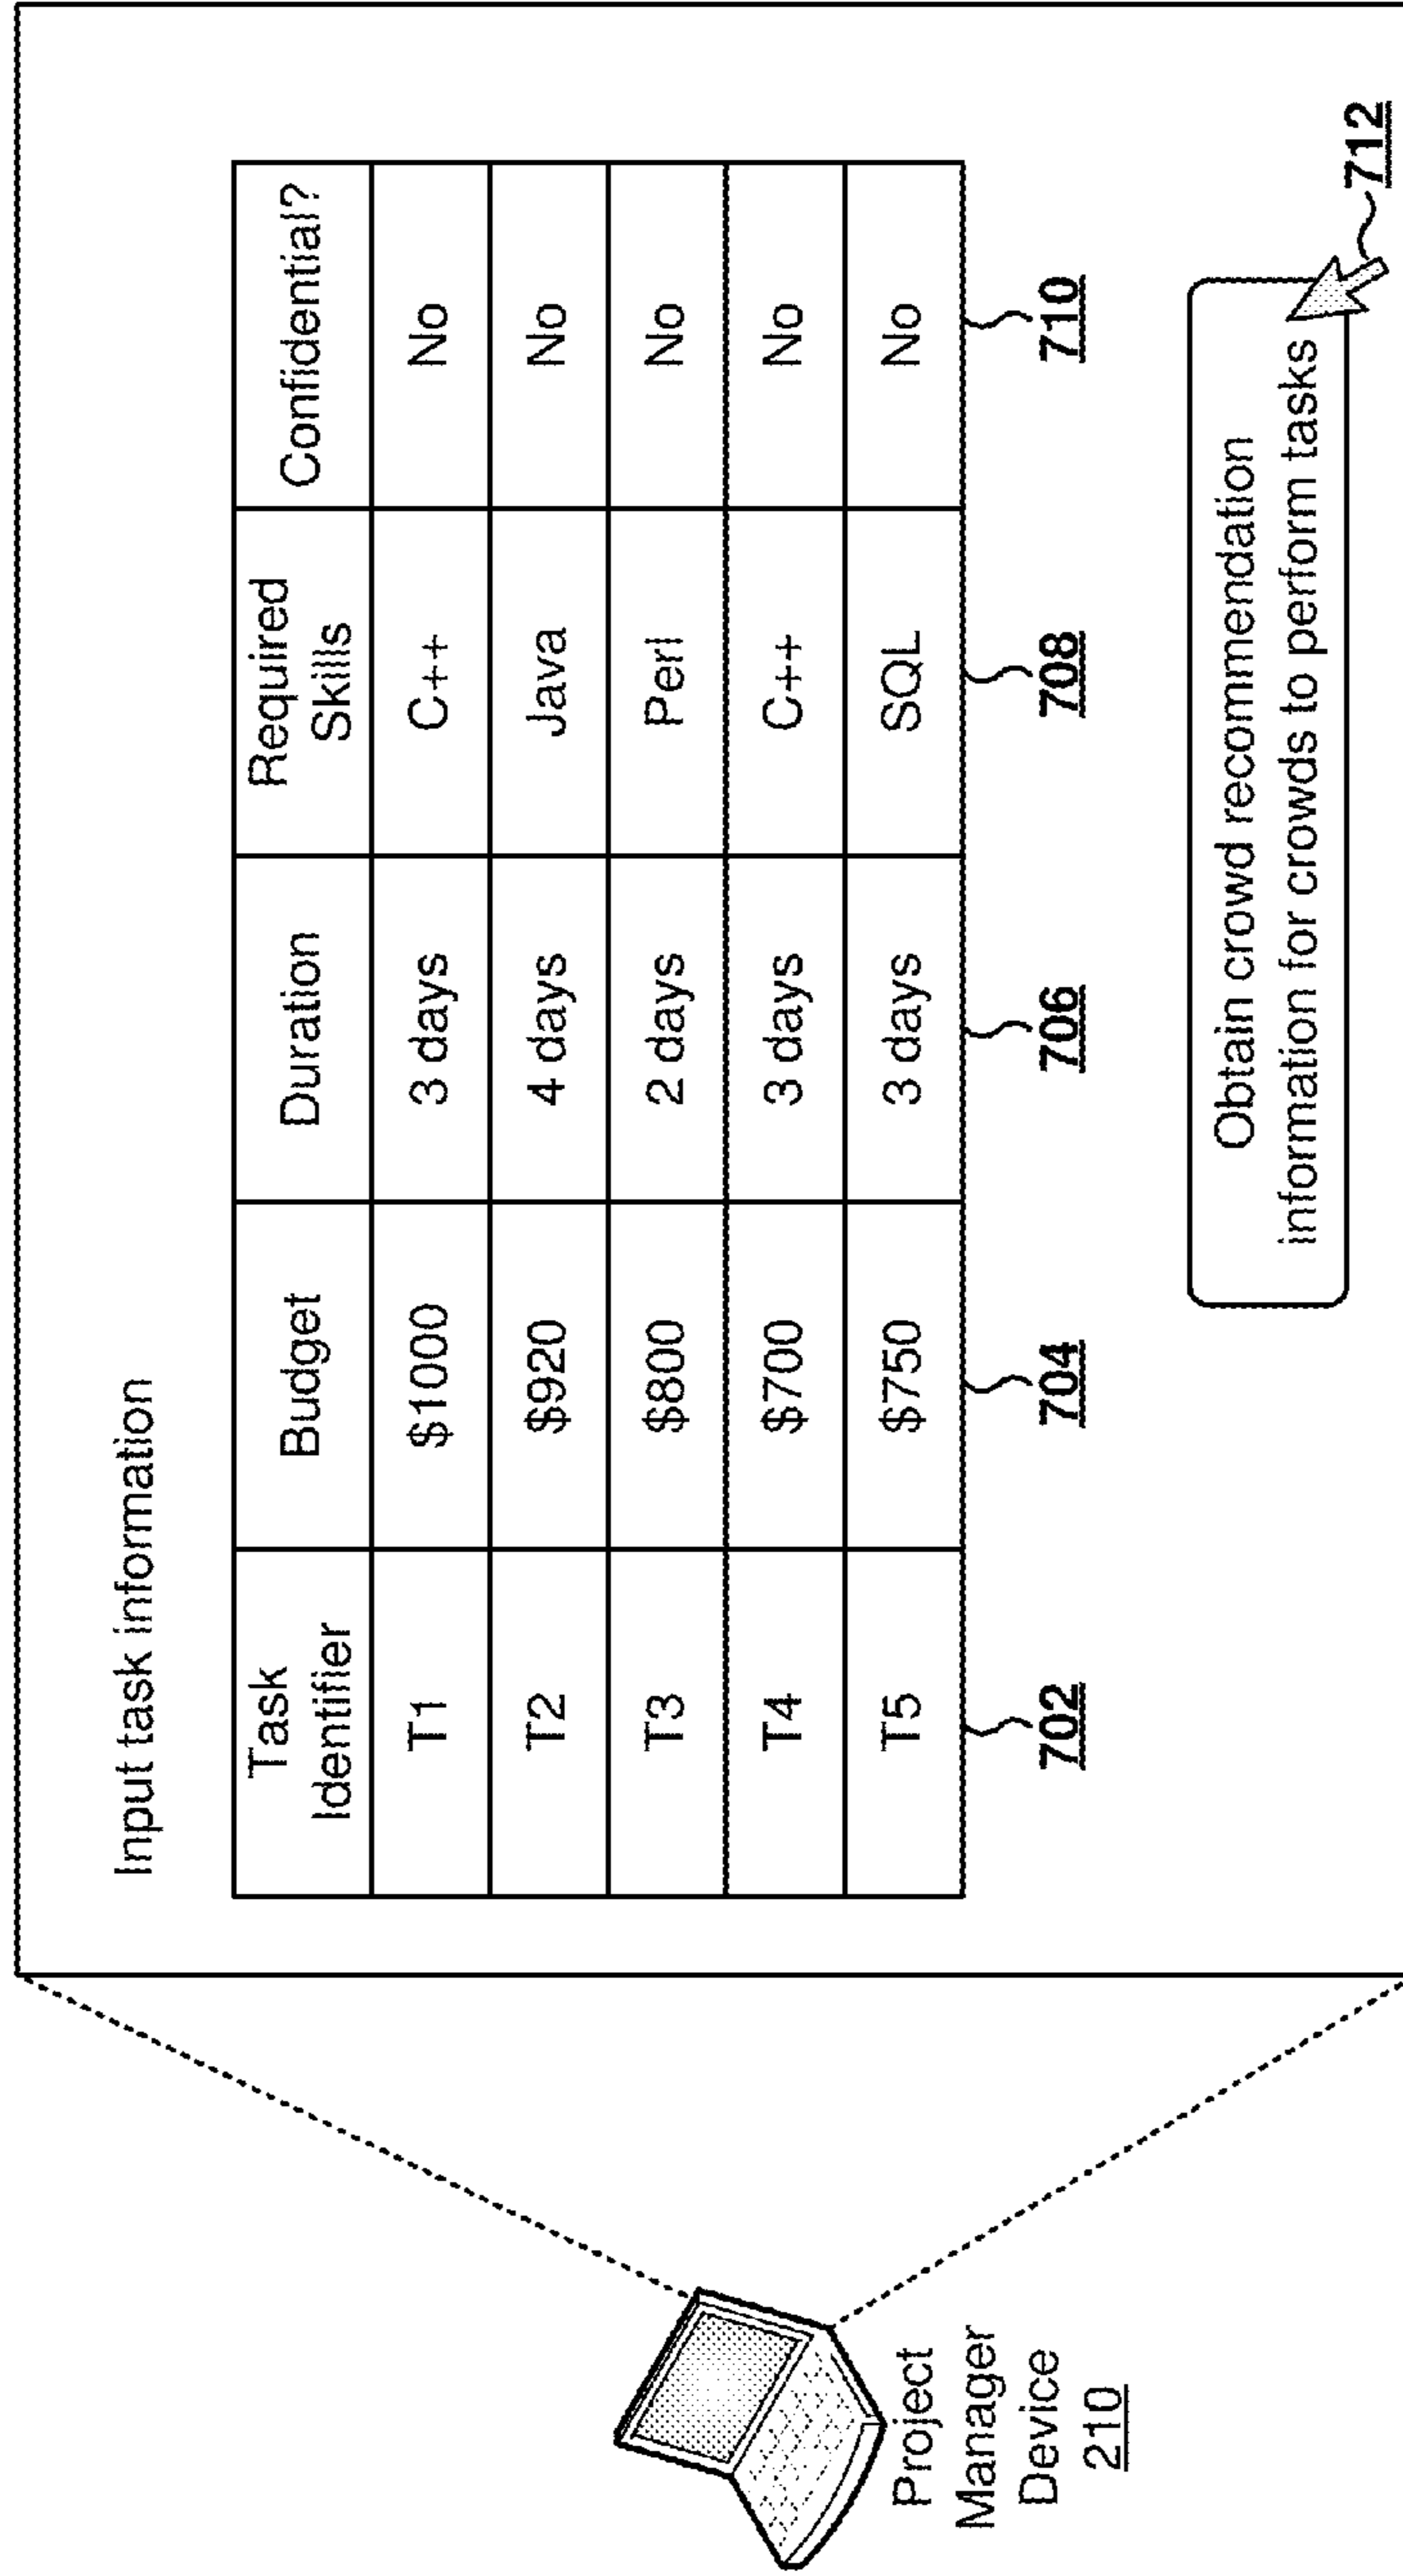 Input task information
Task Identifier Budget Duration Required Skills Confidential?
T1 $1000 3 days C++ No
T2 $920 4 days Java No
T3 $800 2 days Perl No
T4 $700 3 days C++ No
T5 $750 3 days SQL No
702 704 706 708 710
Obtain crowd recommendation
information for crowds to perform tasks
712
Project
Manager
Device
210